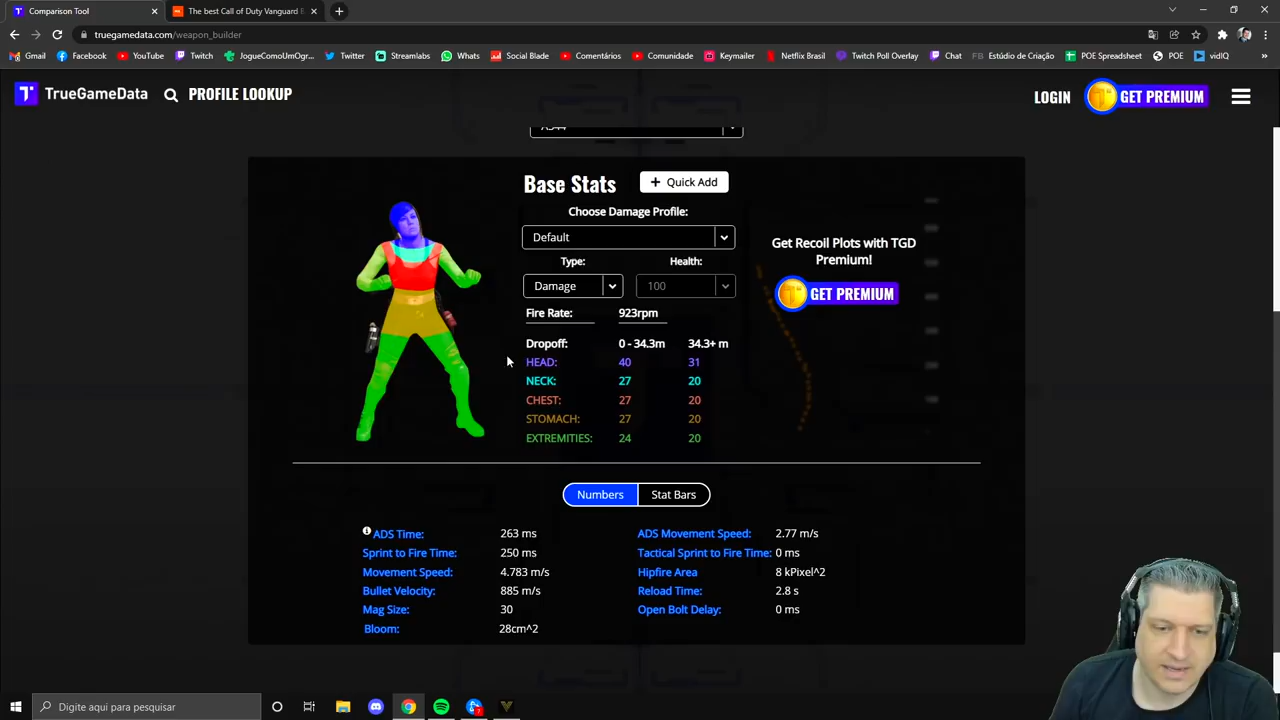 Comparison Tool
The best Call of Duty Vanguard B
truegamedata.com/weapon_builder
Gmail Facebook YouTube Twitch JogueComoUmOgr... Twitter Streamlabs Whats Social Blade Comentários Comunidade Keymailer Netflix Brasil Twitch Poll Overlay Chat Estúdio de Criação POE Spreadsheet POE vidIQ
TrueGameData PROFILE LOOKUP LOGIN GET PREMIUM
Base Stats + Quick Add
Choose Damage Profile:
Default
Type: Health:
Damage 100
Get Recoil Plots with TGD
Premium!
GET PREMIUM
Fire Rate: 923rpm
Dropoff: 0 - 34.3m 34.3+ m
HEAD: 40 31
NECK: 27 20
CHEST: 27 20
STOMACH: 27 20
EXTREMITIES: 24 20
Numbers Stat Bars
ADS Time: 263 ms ADS Movement Speed: 2.77 m/s
Sprint to Fire Time: 250 ms Tactical Sprint to Fire Time: 0 ms
Movement Speed: 4.783 m/s Hipfire Area 8 kPixel^2
Bullet Velocity: 885 m/s Reload Time: 2.8 s
Mag Size: 30 Open Bolt Delay: 0 ms
Bloom: 28cm^2
Digite aqui para pesquisar